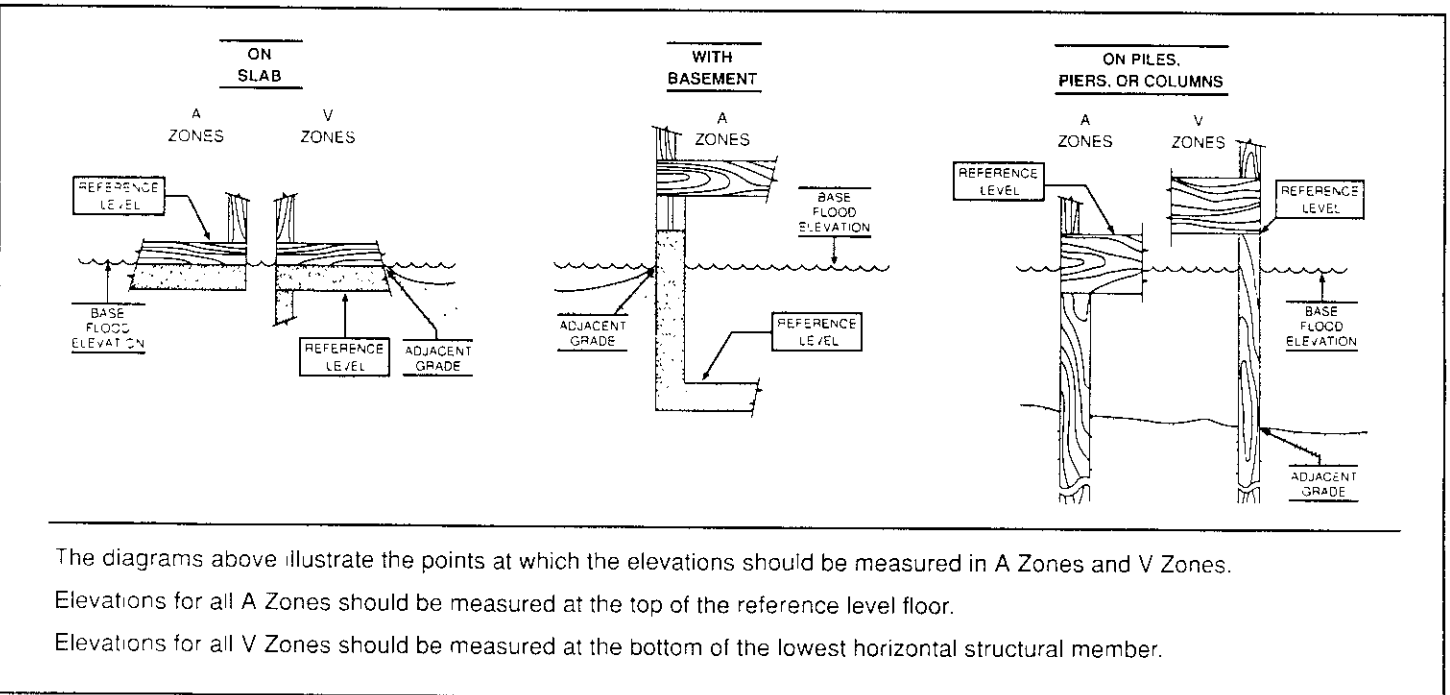 ON
SLAB
A
ZONES
V
ZONES
REFERENCE
LEVEL
BASE
FLOOD
ELEVATION
REFERENCE
LEVEL
ADJACENT
GRADE
WITH
BASEMENT
A
ZONES
BASE
FLOOD
ELEVATION
ADJACENT
GRADE
REFERENCE
LEVEL
ON PILES,
PIERS, OR COLUMNS
A
ZONES
V
ZONES
REFERENCE
LEVEL
REFERENCE
LEVEL
BASE
FLOOD
ELEVATION
ADJACENT
GRADE
The diagrams above illustrate the points at which the elevations should be measured in A Zones and V Zones.
Elevations for all A Zones should be measured at the top of the reference level floor.
Elevations for all V Zones should be measured at the bottom of the lowest horizontal structural member.